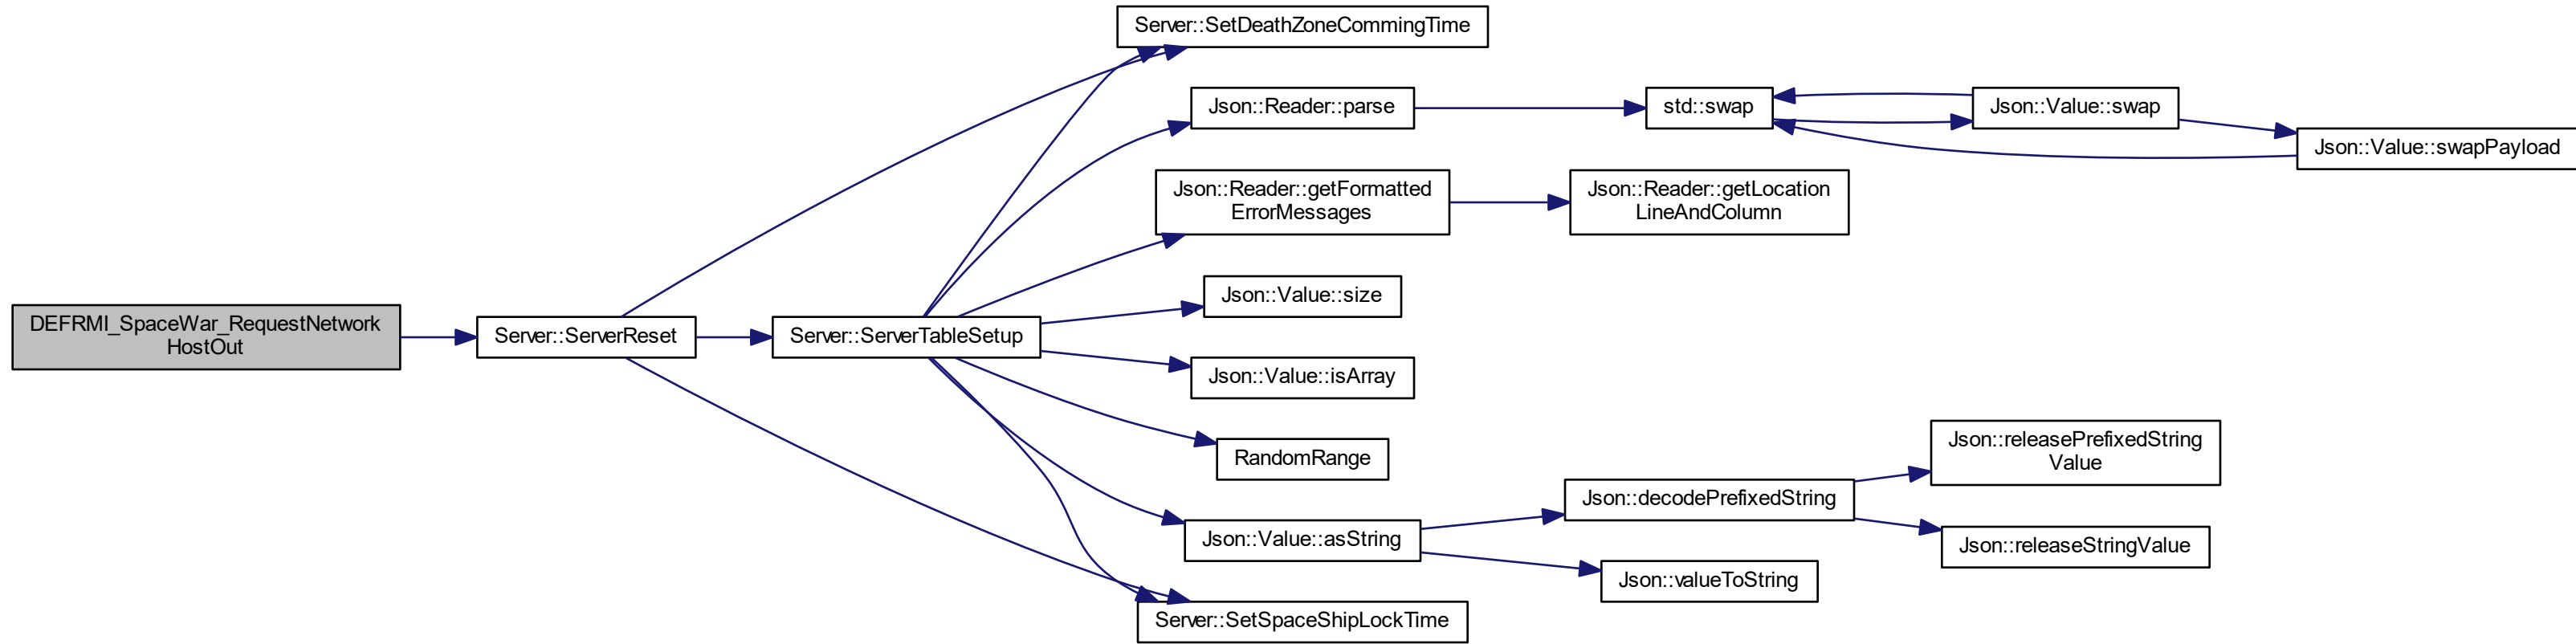 Server::SetDeathZoneCommingTime
Json::Reader::parse
std::swap
Json::Value::swap
Json::Value::swapPayload
Json::Reader::getFormatted
ErrorMessages
Json::Reader::getLocation
LineAndColumn
Json::Value::size
DEFRMI_SpaceWar_RequestNetwork
HostOut
Server::ServerReset
Server::ServerTableSetup
Json::Value::isArray
RandomRange
Json::releasePrefixedString
Value
Json::decodePrefixedString
Json::Value::asString
Json::releaseStringValue
Json::valueToString
Server::SetSpaceShipLockTime